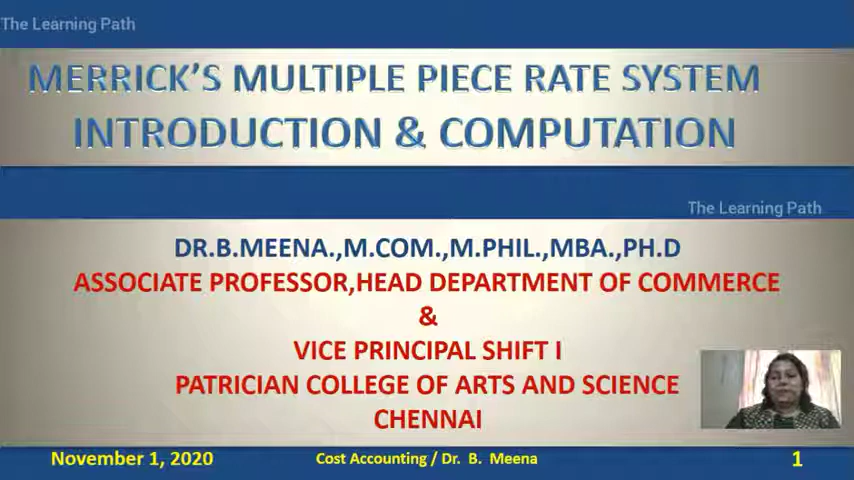 The Learning Path
MERRICK'S MULTIPLE PIECE RATE SYSTEM
INTRODUCTION & COMPUTATION
The Learning Path
DR.B.MEENA.,M.COM.,M.PHIL.,MBA.,PH.D
ASSOCIATE PROFESSOR,HEAD DEPARTMENT OF COMMERCE
&
VICE PRINCIPAL SHIFT I
PATRICIAN COLLEGE OF ARTS AND SCIENCE
CHENNAI
November 1, 2020 Cost Accounting / Dr. B. Meena 1